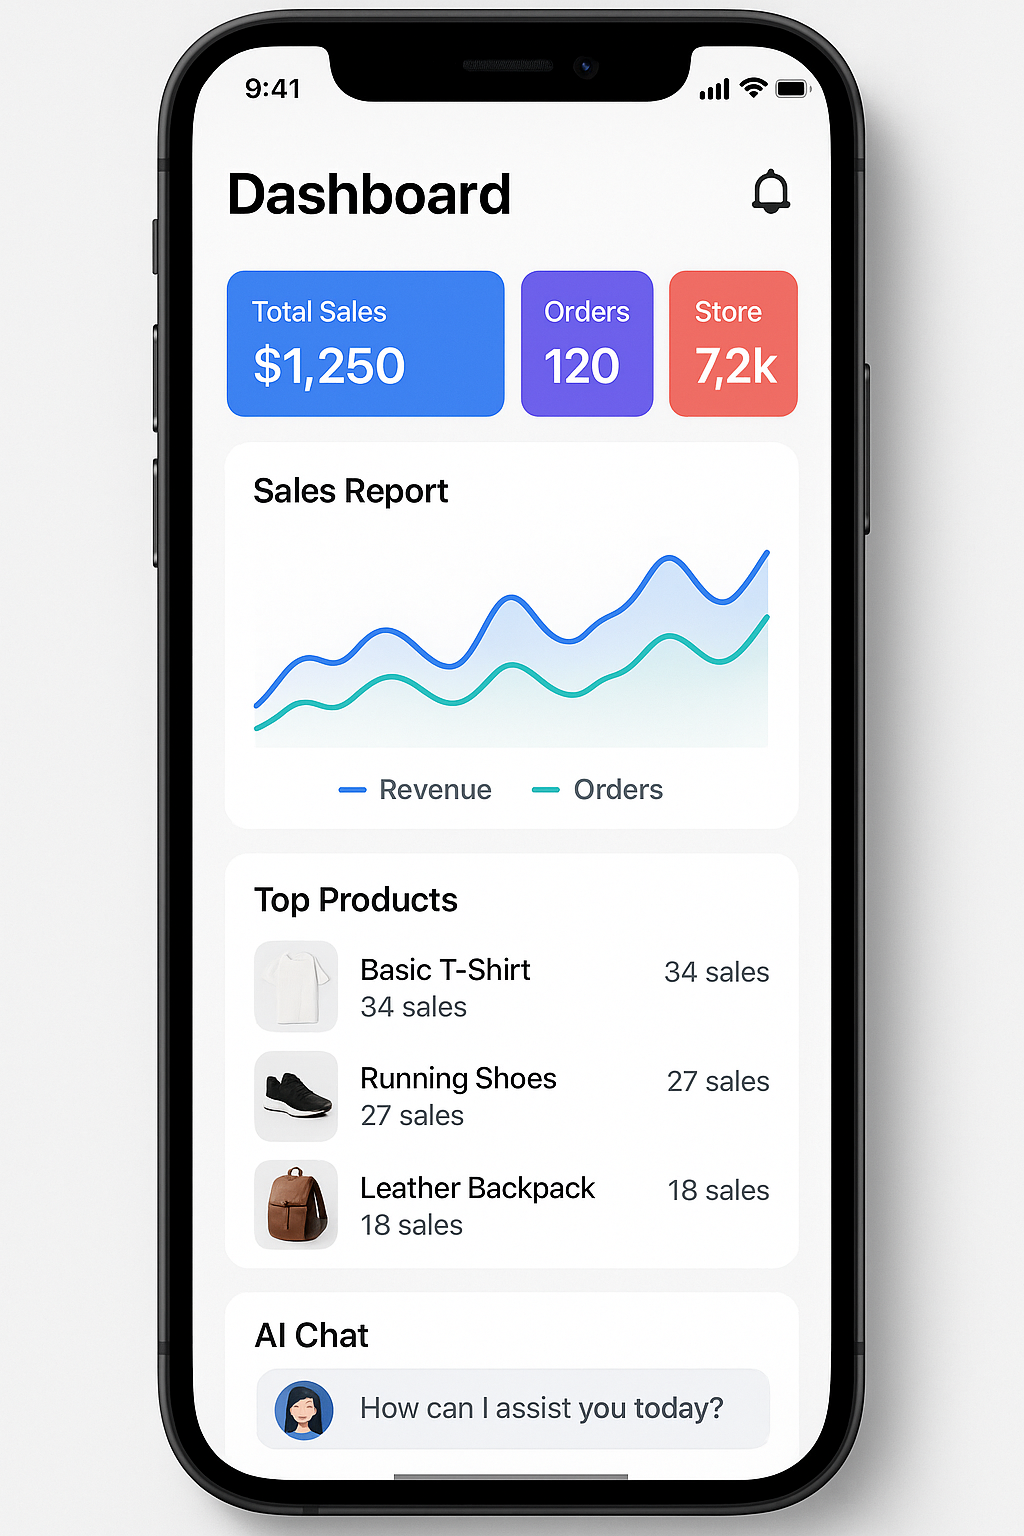 9:41
Dashboard
Total Sales
$1,250
Orders
120
Store
7,2k
Sales Report
Revenue
Orders
Top Products
Basic T-Shirt
34 sales
34 sales
Running Shoes
27 sales
27 sales
Leather Backpack
18 sales
18 sales
AI Chat
How can I assist you today?